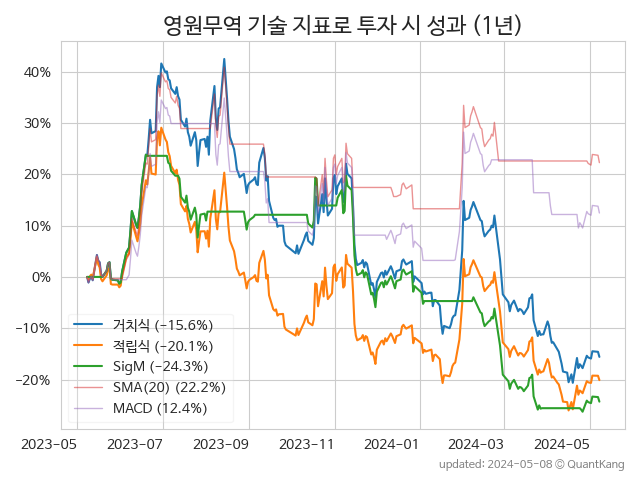 영원무역 기술 지표로 투자 시 성과 (1년)
40%
30%
20%
10%
0%
−10%
−20%
거치식 (−15.6%)
적립식 (−20.1%)
SigM (−24.3%)
SMA(20) (22.2%)
MACD (12.4%)
2023-05
2023-07
2023-09
2023-11
2024-01
2024-03
2024-05
updated: 2024-05-08 © QuantKang